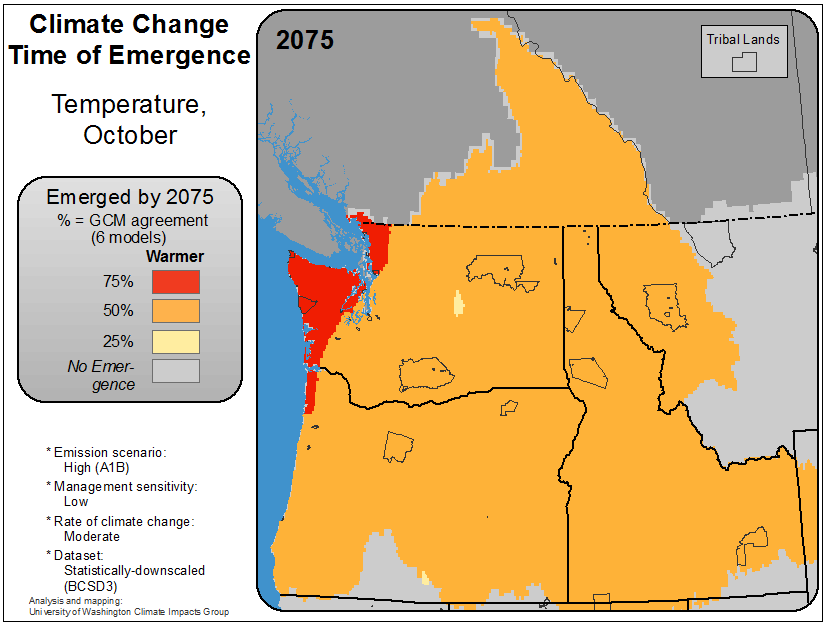 Climate Change
Time of Emergence
Temperature,
October
Emerged by 2075
% = GCM agreement
(6 models)
Warmer
75%
50%
25%
No Emer-
gence
* Emission scenario:
High (A1B)
* Management sensitivity:
Low
* Rate of climate change:
Moderate
* Dataset:
Statistically-downscaled
(BCSD3)
Analysis and mapping:
University of Washington Climate Impacts Group
2075
Tribal Lands